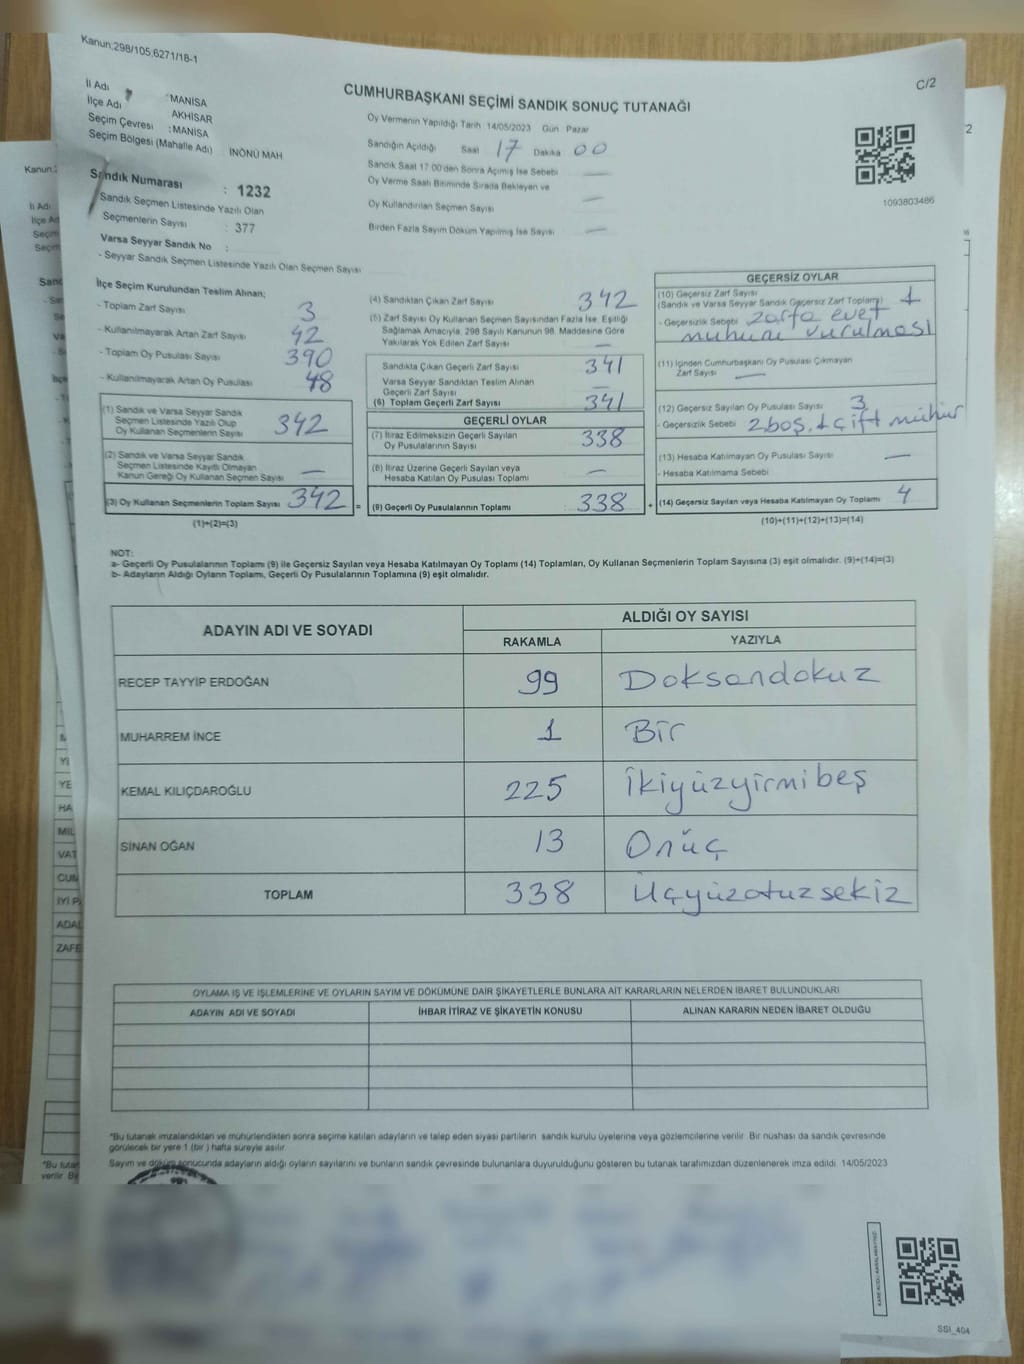 Kanun;298/105;6271/18-1
C/2
CUMHURBAŞKANI SEÇİMİ SANDIK SONUÇ TUTANAĞI
İl Adı : MANİSA
İlçe Adı AKHİSAR
Seçim Çevresi : MANİSA
Seçim Bölgesi (Mahalle Adı) İNÖNÜ MAH
Sandık Numarası : 1232
Sandık Seçmen Listesinde Yazılı Olan
Seçmenlerin Sayısı : 377
Varsa Seyyar Sandık No :
- Seyyar Sandık Seçmen Listesinde Yazılı Olan Seçmen Sayısı
Oy Vermenin Yapıldığı Tarih 14/05/2023 Gün Pazar
Sandığın Açıldığı Saat 17 Dakika 00
Sandık Saat 17:00'den Sonra Açılmış İse Sebebi —
Oy Verme Saati Bitiminde Sırada Bekleyen ve
Oy Kullandırılan Seçmen Sayısı —
Birden Fazla Sayım Döküm Yapılmış İse Sayısı —
1093803486
İlçe Seçim Kurulundan Teslim Alınan;
- Toplam Zarf Sayısı 3
- Kullanılmayarak Artan Zarf Sayısı 42
- Toplam Oy Pusulası Sayısı 390
- Kullanılmayarak Artan Oy Pusulası 48
(1) Sandık ve Varsa Seyyar Sandık
Seçmen Listesinde Yazılı Olup
Oy Kullanan Seçmenlerin Sayısı 342
(2) Sandık ve Varsa Seyyar Sandık
Seçmen Listesinde Kayıtlı Olmayan
Kanun Gereği Oy Kullanan Seçmen Sayısı —
(3) Oy Kullanan Seçmenlerin Toplam Sayısı 342 =
(1)+(2)=(3)
(4) Sandıktan Çıkan Zarf Sayısı 342
(5) Zarf Sayısı Oy Kullanan Seçmen Sayısından Fazla İse, Eşitliği
Sağlamak Amacıyla, 298 Sayılı Kanunun 98. Maddesine Göre
Yakılarak Yok Edilen Zarf Sayısı —
Sandıkta Çıkan Geçerli Zarf Sayısı 341
Varsa Seyyar Sandıktan Teslim Alınan
Geçerli Zarf Sayısı —
(6) Toplam Geçerli Zarf Sayısı 341
GEÇERLİ OYLAR
(7) İtiraz Edilmeksizin Geçerli Sayılan
Oy Pusulalarının Sayısı 338
(8) İtiraz Üzerine Geçerli Sayılan veya
Hesaba Katılan Oy Pusulası Toplamı —
(9) Geçerli Oy Pusulalarının Toplamı : 338 +
GEÇERSİZ OYLAR
(10) Geçersiz Zarf Sayısı
(Sandık ve Varsa Seyyar Sandık Geçersiz Zarf Toplamı) 1
- Geçersizlik Sebebi zarfa evet
mührü vurulması
(11) İçinden Cumhurbaşkanı Oy Pusulası Çıkmayan
Zarf Sayısı —
(12) Geçersiz Sayılan Oy Pusulası Sayısı 3
- Geçersizlik Sebebi 2 boş, 1 çift mühür
(13) Hesaba Katılmayan Oy Pusulası Sayısı —
- Hesaba Katılmama Sebebi
(14) Geçersiz Sayılan veya Hesaba Katılmayan Oy Toplamı 4
(10)+(11)+(12)+(13)=(14)
NOT:
a- Geçerli Oy Pusulalarının Toplamı (9) ile Geçersiz Sayılan veya Hesaba Katılmayan Oy Toplamı (14) Toplamları, Oy Kullanan Seçmenlerin Toplam Sayısına (3) eşit olmalıdır. (9)+(14)=(3)
b- Adayların Aldığı Oyların Toplamı, Geçerli Oy Pusulalarının Toplamına (9) eşit olmalıdır.
ADAYIN ADI VE SOYADI
ALDIĞI OY SAYISI
RAKAMLA YAZIYLA
RECEP TAYYİP ERDOĞAN 99 Doksandokuz
MUHARREM İNCE 1 Bir
KEMAL KILIÇDAROĞLU 225 İkiyüzyirmibeş
SİNAN OĞAN 13 Onüç
TOPLAM 338 Üçyüzotuzsekiz
OYLAMA İŞ VE İŞLEMLERİNE VE OYLARIN SAYIM VE DÖKÜMÜNE DAİR ŞİKAYETLERLE BUNLARA AİT KARARLARIN NELERDEN İBARET BULUNDUKLARI
ADAYIN ADI VE SOYADI İHBAR İTİRAZ VE ŞİKAYETİN KONUSU ALINAN KARARIN NEDEN İBARET OLDUĞU
*Bu tutanak imzalandıktan ve mühürlendikten sonra seçime katılan adayların ve talep eden siyasi partilerin sandık kurulu üyelerine veya gözlemcilerine verilir. Bir nüshası da sandık çevresinde
görülecek bir yere 1 (bir) hafta süreyle asılır.
Sayım ve döküm sonucunda adayların aldığı oyların sayılarını ve bunların sandık çevresinde bulunanlara duyurulduğunu gösteren bu tutanak tarafımızdan düzenlenerek imza edildi. 14/05/2023
SSI_404